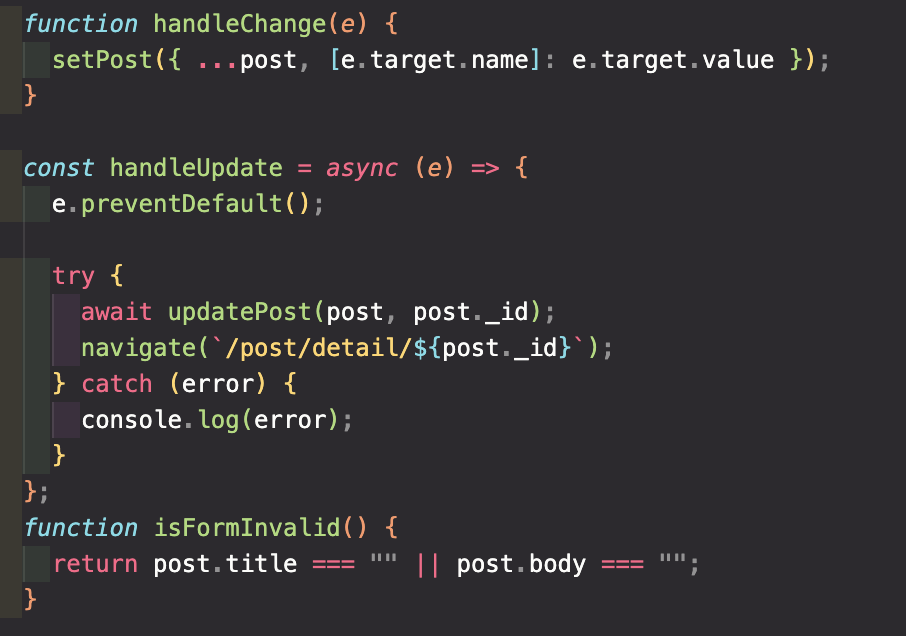 function handleChange(e) {
  setPost({ ...post, [e.target.name]: e.target.value });
}

const handleUpdate = async (e) => {
  e.preventDefault();

  try {
    await updatePost(post, post._id);
    navigate(`/post/detail/${post._id}`);
  } catch (error) {
    console.log(error);
  }
};
function isFormInvalid() {
  return post.title === "" || post.body === "";
}